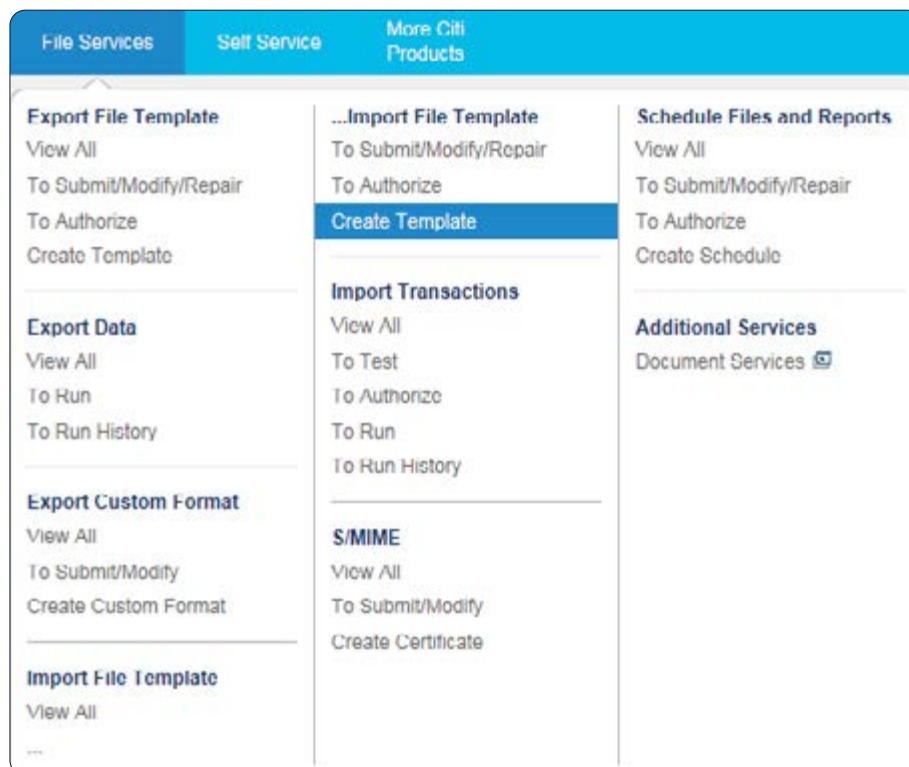 File Services
Self Service
More Citi
Products
Export File Template
View All
To Submit/Modify/Repair
To Authorize
Create Template
Export Data
View All
To Run
To Run History
Export Custom Format
View All
To Submit/Modify
Create Custom Format
Import File Template
View All
...
...Import File Template
To Submit/Modify/Repair
To Authorize
Create Template
Import Transactions
View All
To Test
To Authorize
To Run
To Run History
S/MIME
View All
To Submit/Modify
Create Certificate
Schedule Files and Reports
View All
To Submit/Modify/Repair
To Authorize
Create Schedule
Additional Services
Document Services